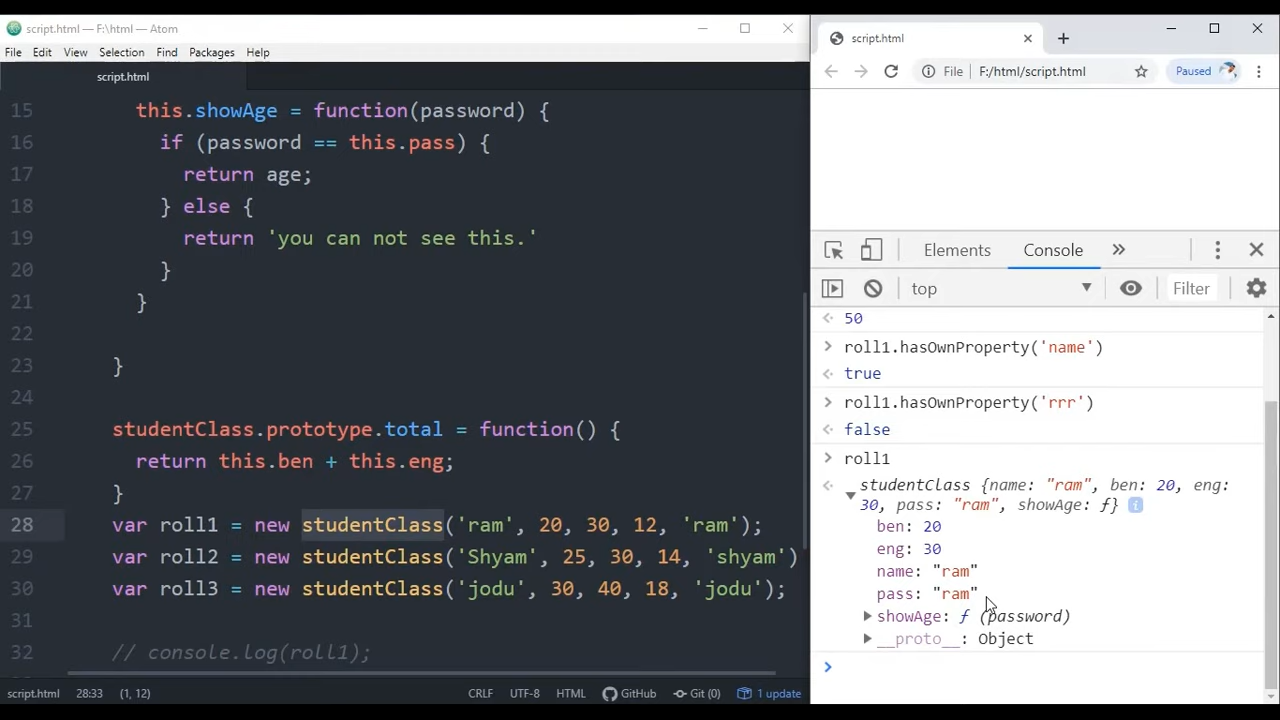 script.html — F:\html — Atom
File Edit View Selection Find Packages Help
script.html
15 this.showAge = function(password) {
16 if (password == this.pass) {
17 return age;
18 } else {
19 return 'you can not see this.'
20 }
21 }
22
23 }
24
25 studentClass.prototype.total = function() {
26 return this.ben + this.eng;
27 }
28 var roll1 = new studentClass('ram', 20, 30, 12, 'ram');
29 var roll2 = new studentClass('Shyam', 25, 30, 14, 'shyam')
30 var roll3 = new studentClass('jodu', 30, 40, 18, 'jodu');
31
32 // console.log(roll1);
script.html 28:33 (1, 12) CRLF UTF-8 HTML GitHub Git (0) 1 update
script.html
File F:/html/script.html Paused
Elements Console »
top Filter
50
roll1.hasOwnProperty('name')
true
roll1.hasOwnProperty('rrr')
false
roll1
studentClass {name: "ram", ben: 20, eng:
30, pass: "ram", showAge: ƒ} i
ben: 20
eng: 30
name: "ram"
pass: "ram"
showAge: ƒ (password)
__proto__: Object